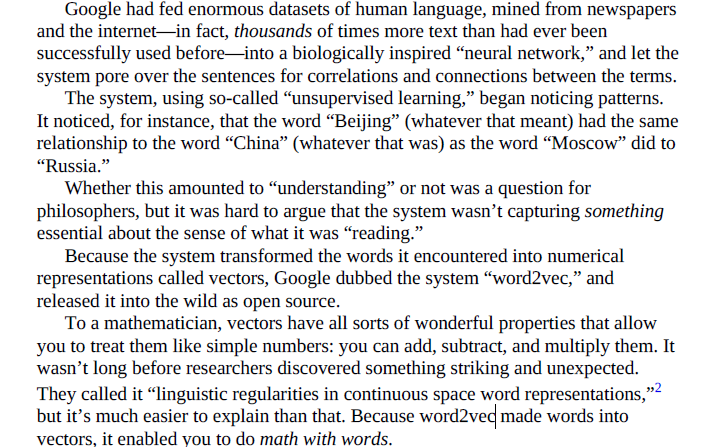 Google had fed enormous datasets of human language, mined from newspapers
and the internet—in fact, thousands of times more text than had ever been
successfully used before—into a biologically inspired “neural network,” and let the
system pore over the sentences for correlations and connections between the terms.
The system, using so-called “unsupervised learning,” began noticing patterns.
It noticed, for instance, that the word “Beijing” (whatever that meant) had the same
relationship to the word “China” (whatever that was) as the word “Moscow” did to
“Russia.”
Whether this amounted to “understanding” or not was a question for
philosophers, but it was hard to argue that the system wasn’t capturing something
essential about the sense of what it was “reading.”
Because the system transformed the words it encountered into numerical
representations called vectors, Google dubbed the system “word2vec,” and
released it into the wild as open source.
To a mathematician, vectors have all sorts of wonderful properties that allow
you to treat them like simple numbers: you can add, subtract, and multiply them. It
wasn’t long before researchers discovered something striking and unexpected.
They called it “linguistic regularities in continuous space word representations,”2
but it’s much easier to explain than that. Because word2vec made words into
vectors, it enabled you to do math with words.